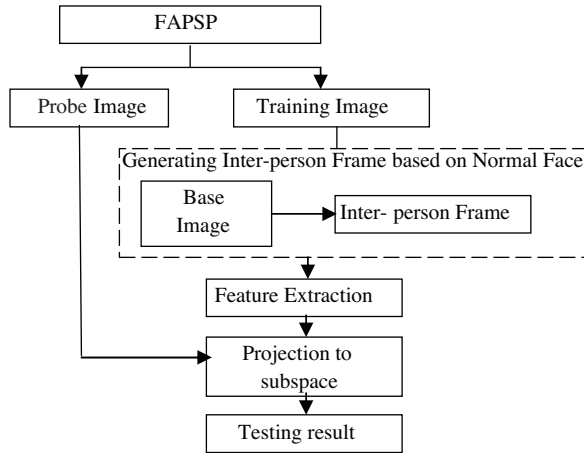 FAPSP
Probe Image
Training Image
Generating Inter-person Frame based on Normal Face
Base
Image
Inter- person Frame
Feature Extraction
Projection to
subspace
Testing result